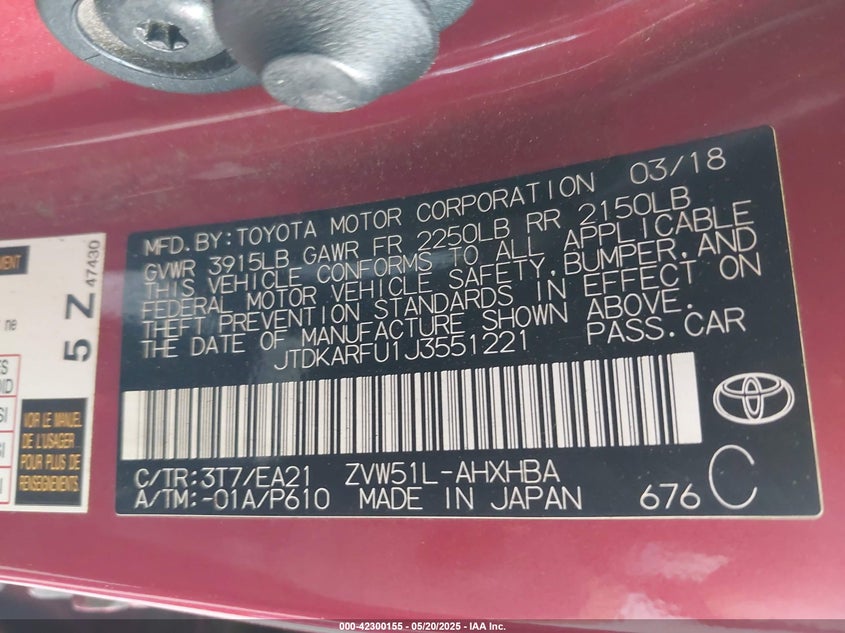 MFD.BY:TOYOTA MOTOR CORPORATION 03/18
GVWR 3915LB GAWR FR 2250LB RR 2150LB
THIS VEHICLE CONFORMS TO ALL APPLICABLE
FEDERAL MOTOR VEHICLE SAFETY,BUMPER,AND
THEFT PREVENTION STANDARDS IN EFFECT ON
THE DATE OF MANUFACTURE SHOWN ABOVE.
JTDKARFU1J3551221 PASS.CAR
C/TR:3T7/EA21 ZVW51L-AHXHBA
A/TM:-01A/P610 MADE IN JAPAN 676 C
ne
5 Z 47430
VOIR LE MANUEL
DE L'USAGER
POUR PLUS DE
RENSEIGNEMENTS
000-42300155 - 05/20/2025 - IAA Inc.